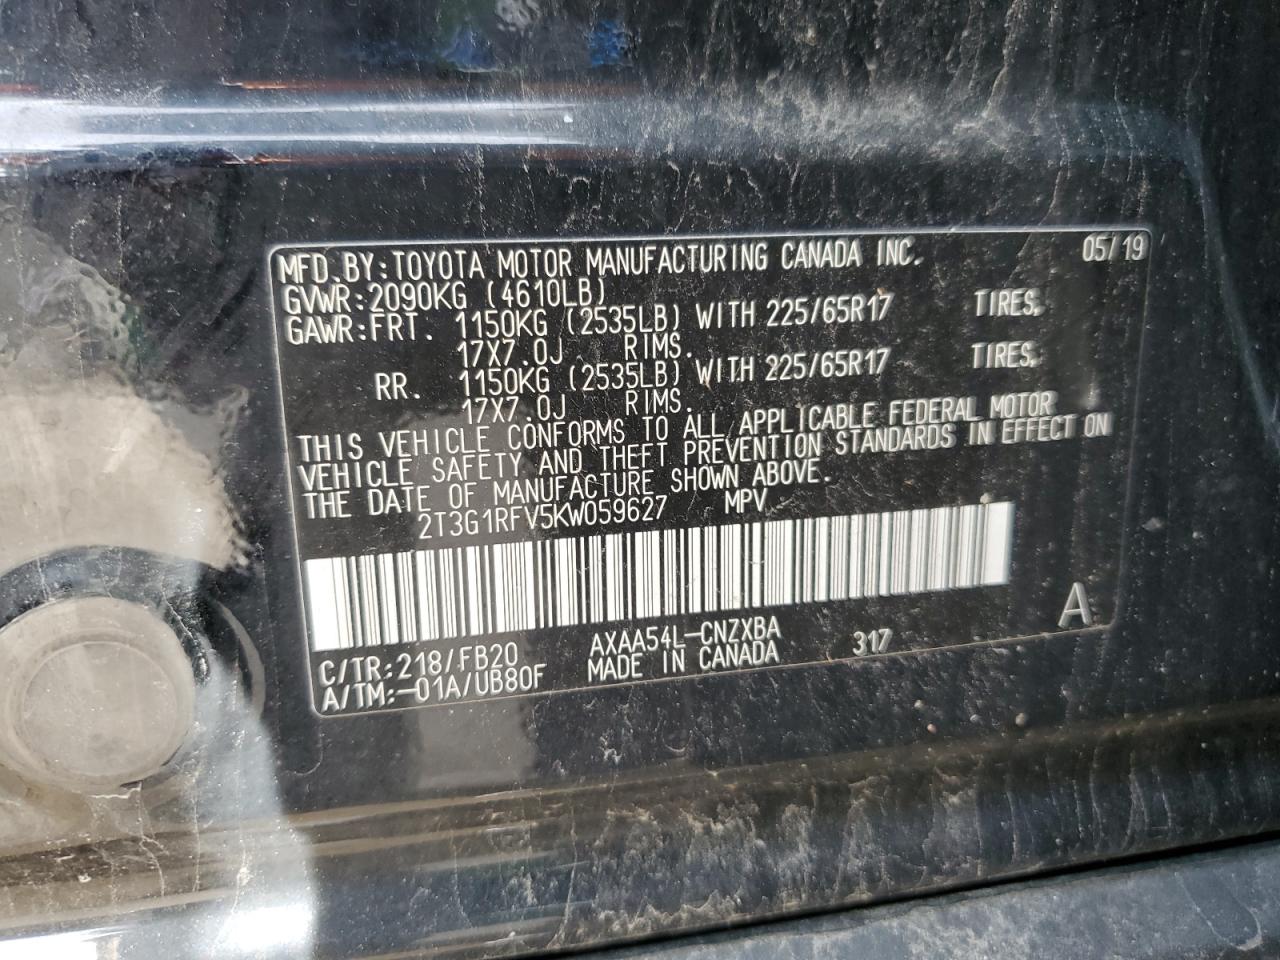 MFD.BY:TOYOTA MOTOR MANUFACTURING CANADA INC. 05/19
GVWR:2090KG (4610LB)
GAWR:FRT. 1150KG (2535LB) WITH 225/65R17 TIRES,
17X7.0J RIMS.
RR. 1150KG (2535LB) WITH 225/65R17 TIRES,
17X7.0J RIMS.
THIS VEHICLE CONFORMS TO ALL APPLICABLE FEDERAL MOTOR
VEHICLE SAFETY AND THEFT PREVENTION STANDARDS IN EFFECT ON
THE DATE OF MANUFACTURE SHOWN ABOVE.
2T3G1RFV5KW059627 MPV
A
C/TR:218/FB20 AXAA54L-CNZXBA 317
A/TM:-01A/UB80F MADE IN CANADA